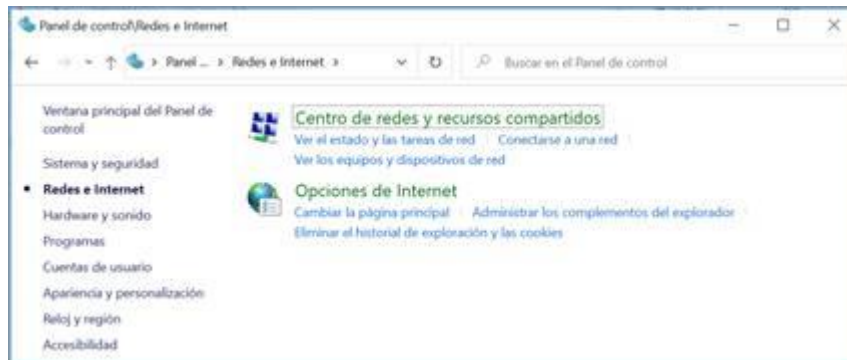 Panel de control\Redes e Internet
Panel ... > Redes e Internet >
Buscar en el Panel de control
Ventana principal del Panel de
control
Sistema y seguridad
Redes e Internet
Hardware y sonido
Programas
Cuentas de usuario
Apariencia y personalización
Reloj y región
Accesibilidad
Centro de redes y recursos compartidos
Ver el estado y las tareas de red
Conectarse a una red
Ver los equipos y dispositivos de red
Opciones de Internet
Cambiar la página principal
Administrar los complementos del explorador
Eliminar el historial de exploración y las cookies